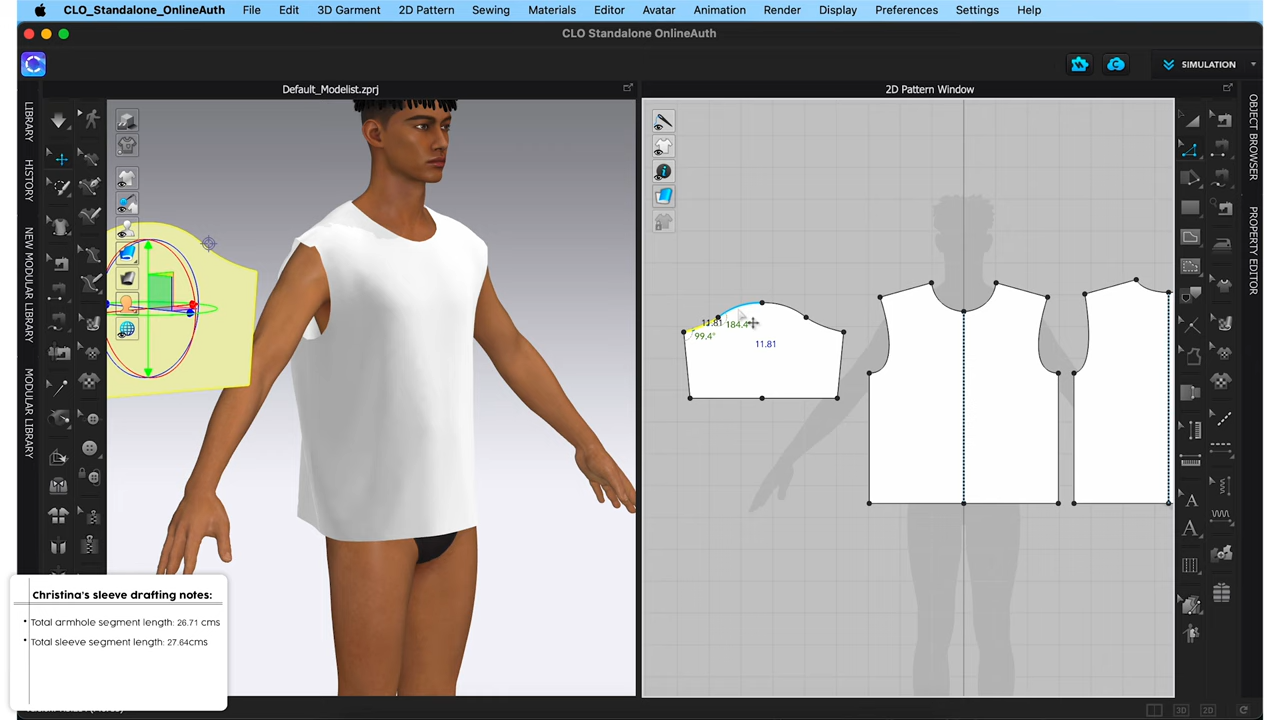 CLO_Standalone_OnlineAuth File Edit 3D Garment 2D Pattern Sewing Materials Editor Avatar Animation Render Display Preferences Settings Help
CLO Standalone OnlineAuth
SIMULATION
Default_Modelist.zprj
2D Pattern Window
LIBRARY
HISTORY
NEW MODULAR LIBRARY
MODULAR LIBRARY
OBJECT BROWSER
PROPERTY EDITOR
11.81
184.4°
99.4°
11.81
Christina's sleeve drafting notes:
• Total armhole segment length: 26.71 cms
• Total sleeve segment length: 27.64cms
3D
2D